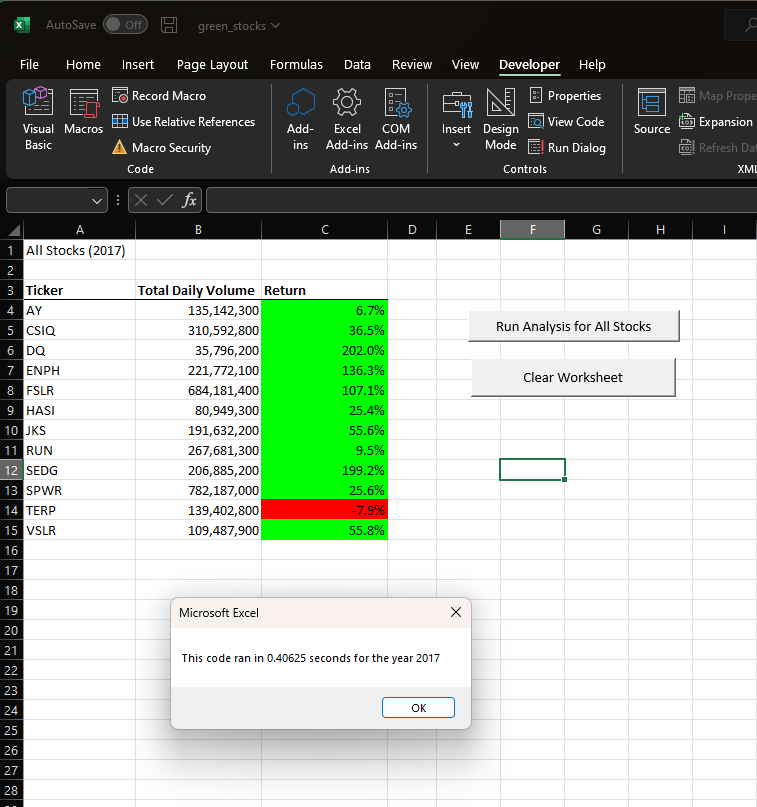 AutoSave Off green_stocks
File Home Insert Page Layout Formulas Data Review View Developer Help
Visual Basic
Macros
Record Macro
Use Relative References
Macro Security
Code
Add-ins
Excel Add-ins
COM Add-ins
Add-ins
Insert
Design Mode
Properties
View Code
Run Dialog
Controls
Source
Map Prope
Expansion
Refresh Dat
XML
fx
A B C D E F G H I
1 All Stocks (2017)
2
3 Ticker Total Daily Volume Return
4 AY 135,142,300 6.7%
5 CSIQ 310,592,800 36.5%
6 DQ 35,796,200 202.0%
7 ENPH 221,772,100 136.3%
8 FSLR 684,181,400 107.1%
9 HASI 80,949,300 25.4%
10 JKS 191,632,200 55.6%
11 RUN 267,681,300 9.5%
12 SEDG 206,885,200 199.2%
13 SPWR 782,187,000 25.6%
14 TERP 139,402,800 -7.9%
15 VSLR 109,487,900 55.8%
Run Analysis for All Stocks
Clear Worksheet
16
17
18
19
20
21
22
23
24
25
26
27
28
Microsoft Excel
This code ran in 0.40625 seconds for the year 2017
OK